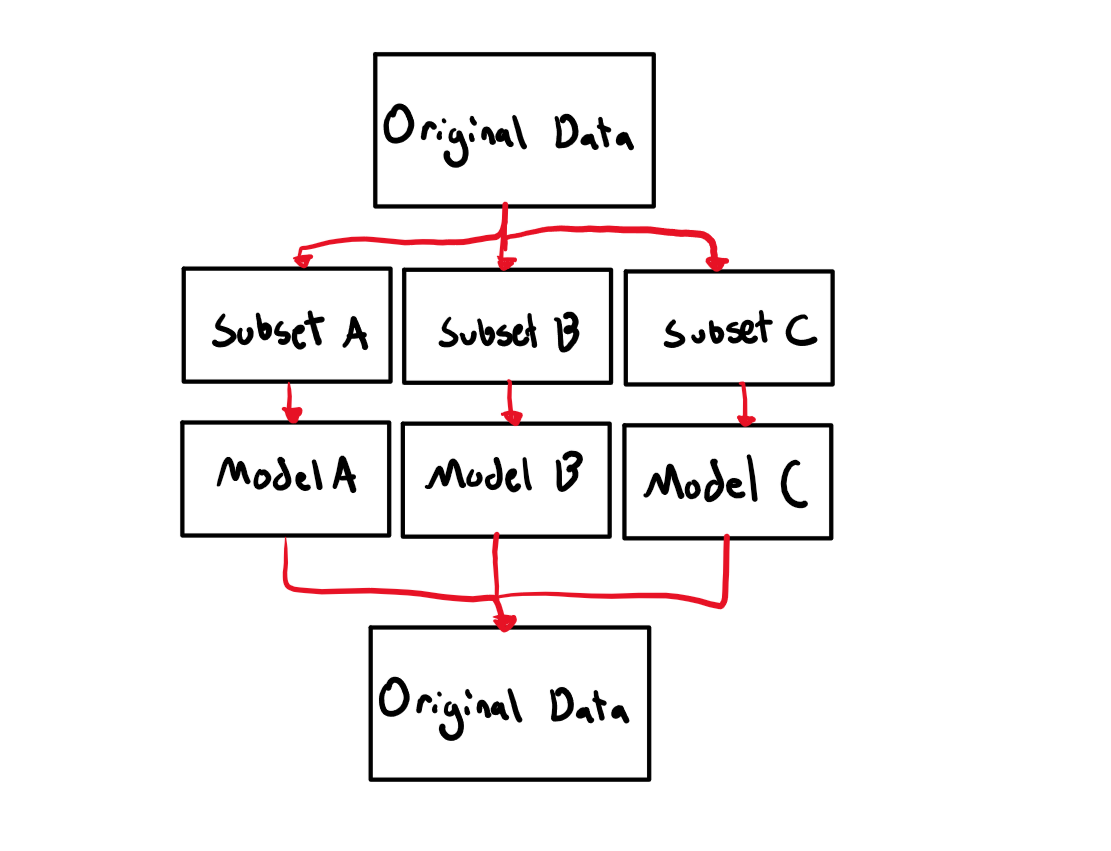 Original Data
Subset A
Subset B
Subset C
Model A
Model B
Model C
Original Data